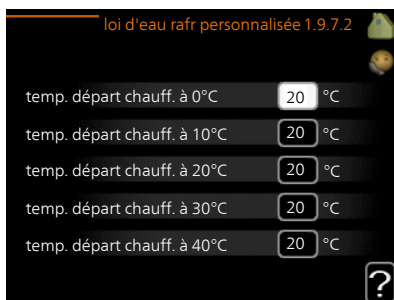 loi d'eau rafr personnalisée 1.9.7.2
temp. départ chauff. à 0°C 20 °C
temp. départ chauff. à 10°C 20 °C
temp. départ chauff. à 20°C 20 °C
temp. départ chauff. à 30°C 20 °C
temp. départ chauff. à 40°C 20 °C
?